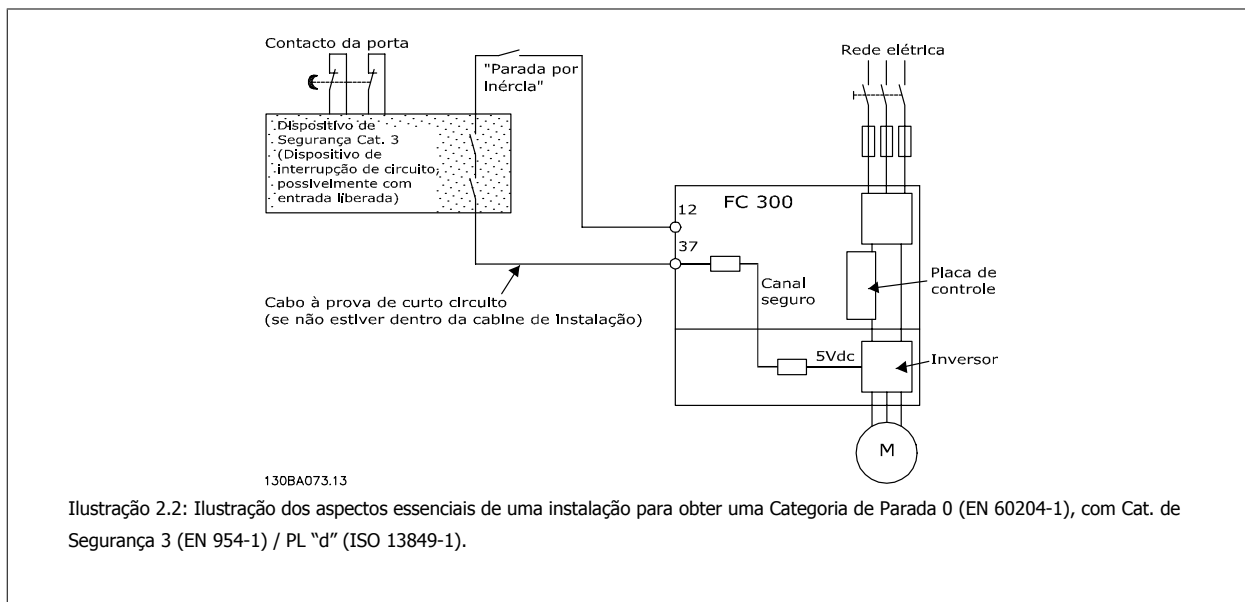 Contacto da porta
"Parada por
Inércia"
Rede elétrica
Dispositivo de
Segurança Cat. 3
(Dispositivo de
interrupção de circuito,
possivelmente com
entrada liberada)
12
FC 300
37
Canal
seguro
Placa de
controle
Cabo à prova de curto circuito
(se não estiver dentro da cabine de Instalação)
5Vdc
Inversor
M
130BA073.13
Ilustração 2.2: Ilustração dos aspectos essenciais de uma instalação para obter uma Categoria de Parada 0 (EN 60204-1), com Cat. de
Segurança 3 (EN 954-1) / PL “d” (ISO 13849-1).